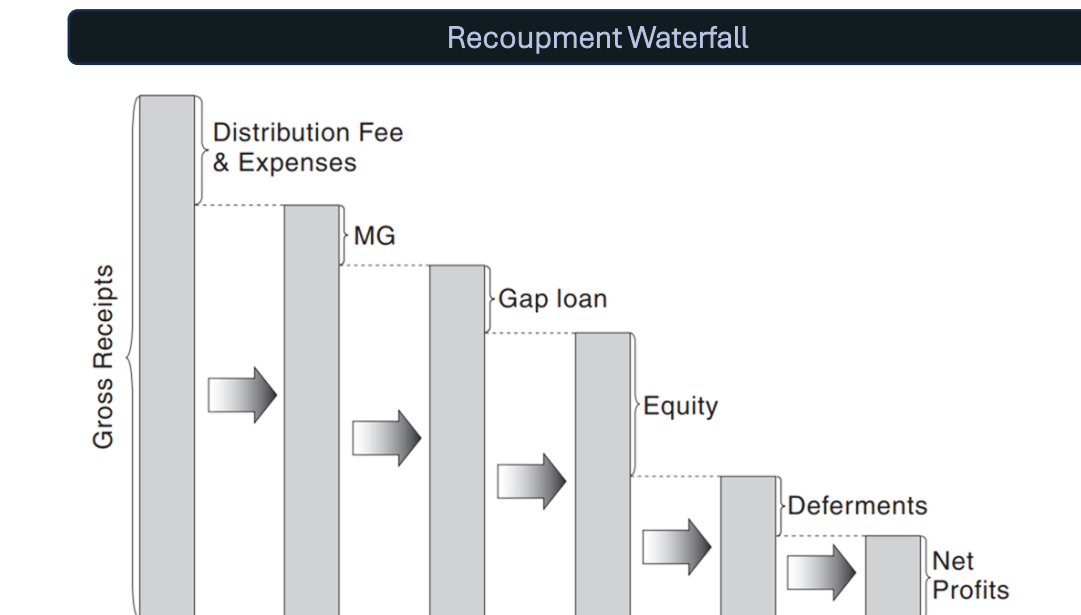 Recoupment Waterfall
Distribution Fee
& Expenses
MG
Gap loan
Gross Receipts
Equity
Deferments
Net
Profits